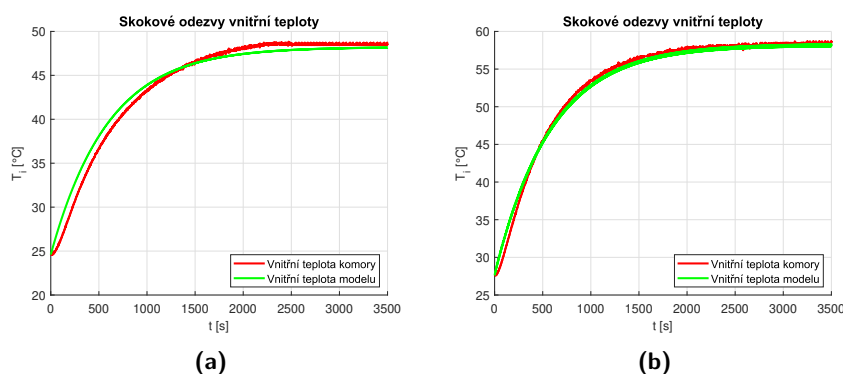 Skokové odezvy vnitřní teploty
50
45
40
35
30
25
20
T_i [°C]
0 500 1000 1500 2000 2500 3000 3500
t [s]
Vnitřní teplota komory
Vnitřní teplota modelu
(a)
Skokové odezvy vnitřní teploty
60
55
50
45
40
35
30
25
T_i [°C]
0 500 1000 1500 2000 2500 3000 3500
t [s]
Vnitřní teplota komory
Vnitřní teplota modelu
(b)